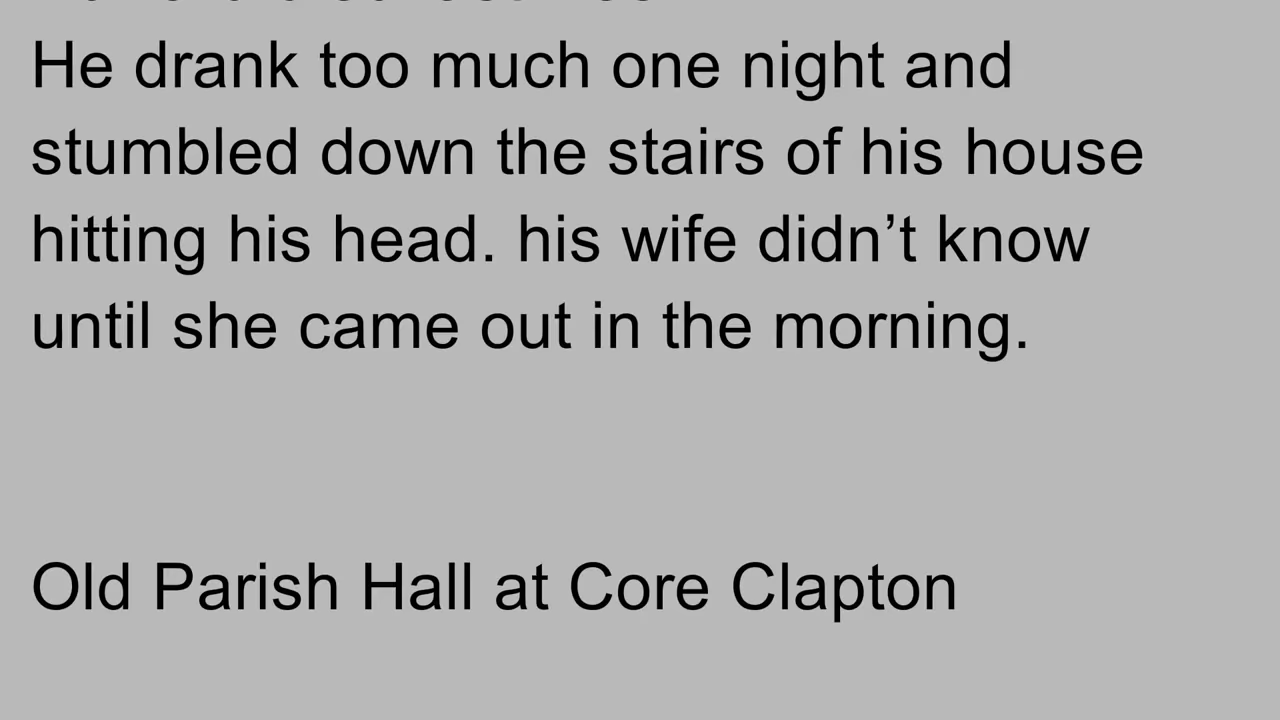 He drank too much one night and
stumbled down the stairs of his house
hitting his head. his wife didn’t know
until she came out in the morning.
Old Parish Hall at Core Clapton